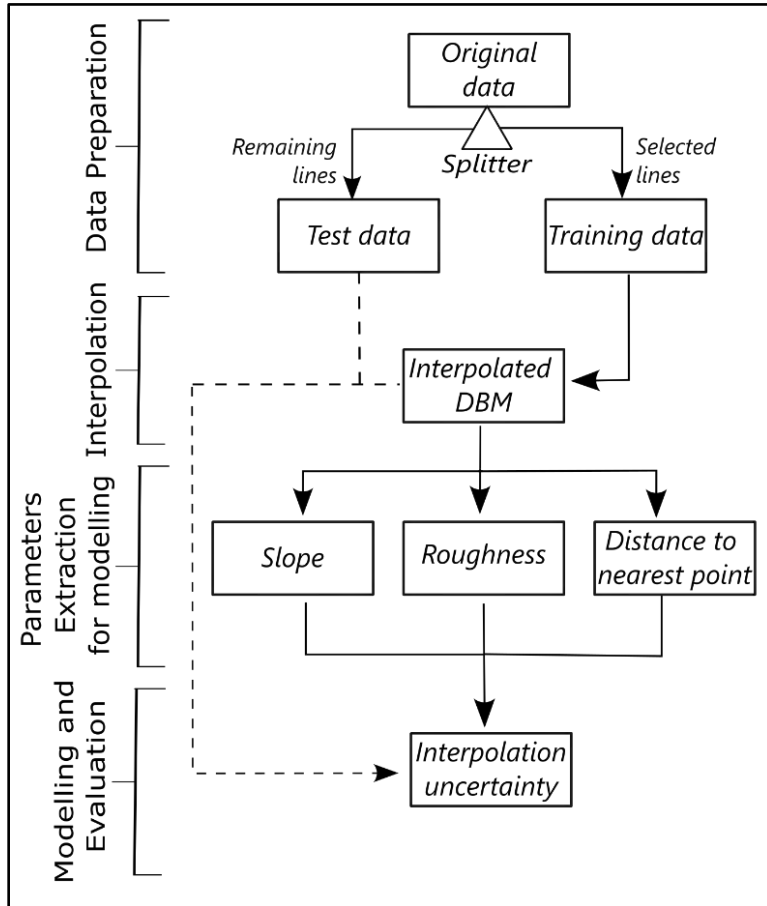 Data Preparation
Original
data
Remaining
lines
Splitter
Selected
lines
Test data
Training data
Interpolation
Interpolated
DBM
Parameters
Extraction
for modelling
Slope
Roughness
Distance to
nearest point
Modelling and
Evaluation
Interpolation
uncertainty